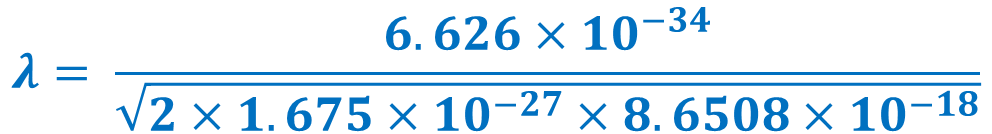 λ = 6.626 × 10⁻³⁴ / √(2 × 1.675 × 10⁻²⁷ × 8.6508 × 10⁻¹⁸)